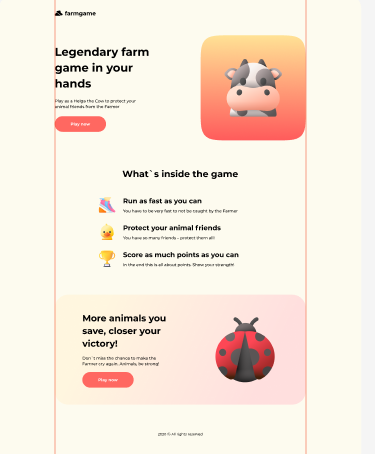 farmgame
Legendary farm
game in your
hands
Play as a Helga the Cow to protect your
animal friends from the Farmer
Play now
What`s inside the game
Run as fast as you can
You have to be very fast to not be caught by the Farmer
Protect your animal friends
You have so many friends - protect them all!
Score as much points as you can
In the end this is all about points. Show your strength!
More animals you
save, closer your
victory!
Don`t miss the chance to make the
Farmer cry again. Animals, be strong!
Play now
2020 © All rights reserved